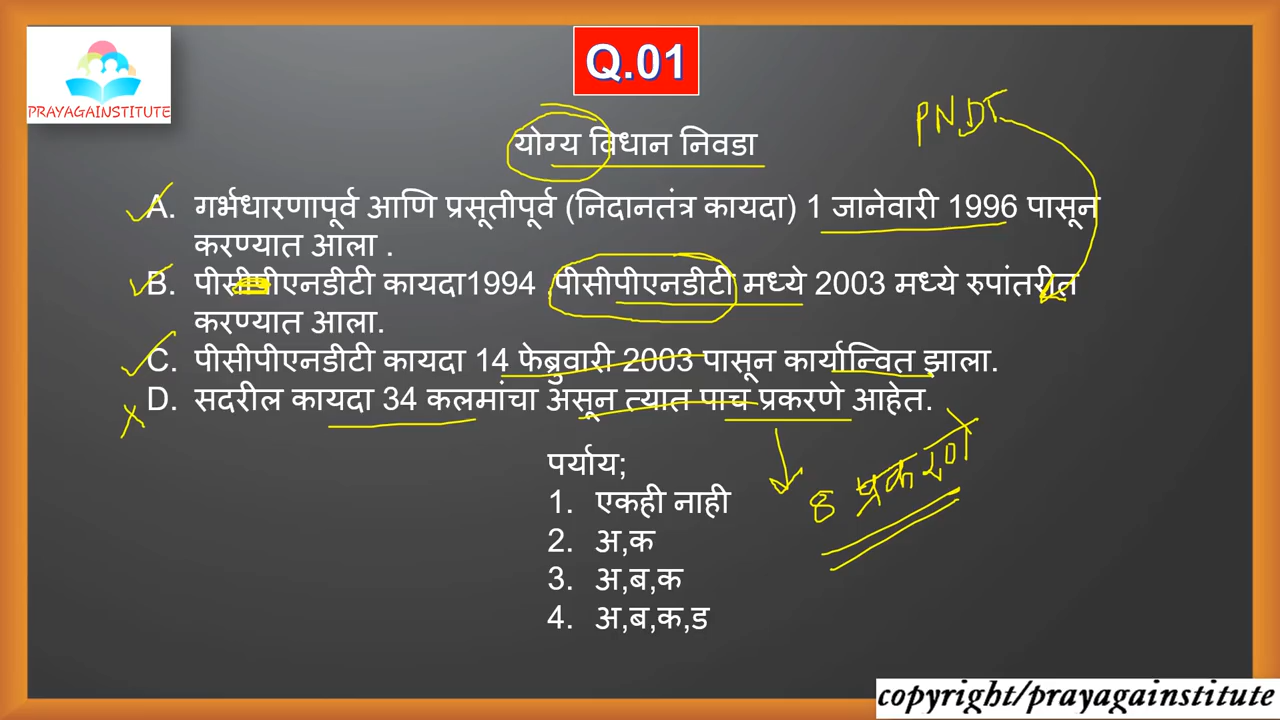 PRAYAGAINSTITUTE
Q.01
PNDT
योग्य विधान निवडा
A. गर्भधारणापूर्व आणि प्रसूतीपूर्व (निदानतंत्र कायदा) 1 जानेवारी 1996 पासून
करण्यात आला .
B. पीसीपीएनडीटी कायदा1994 .पीसीपीएनडीटी मध्ये 2003 मध्ये रुपांतरीत
करण्यात आला.
C. पीसीपीएनडीटी कायदा 14 फेब्रुवारी 2003 पासून कार्यान्वित झाला.
D. सदरील कायदा 34 कलमांचा असून त्यात पाच प्रकरणे आहेत.
8 प्रकरणे
पर्याय;
1. एकही नाही
2. अ,क
3. अ,ब,क
4. अ,ब,क,ड
copyright/prayagainstitute